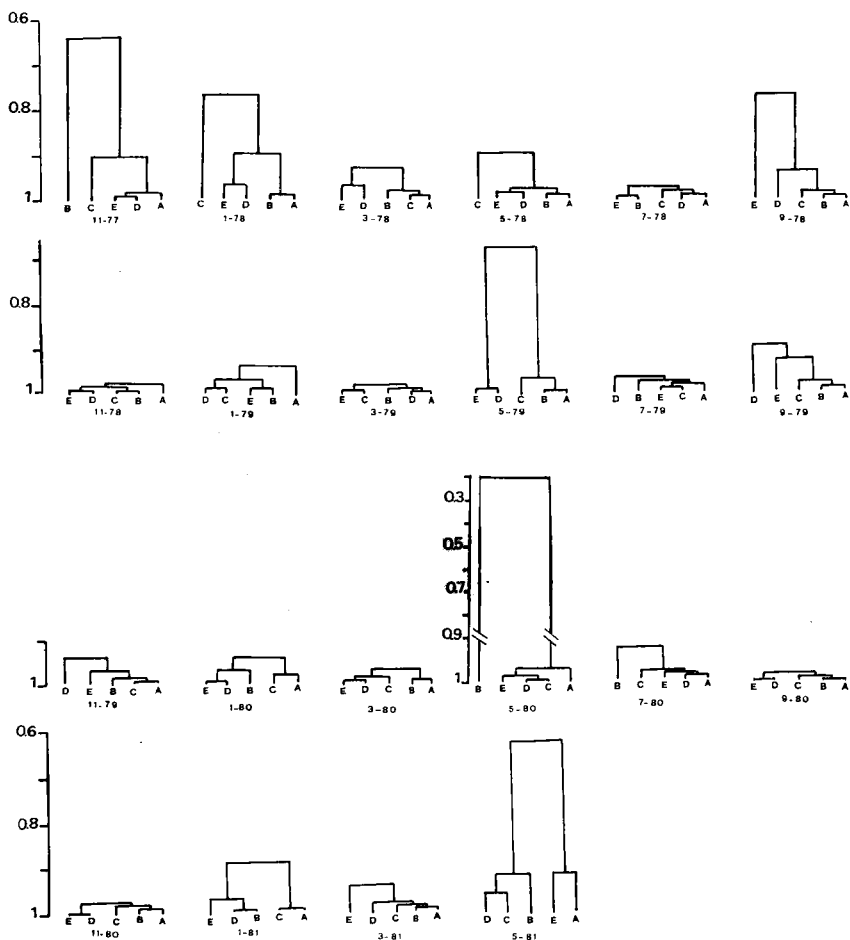 0.6
0.8
1
B C E D A
11-77
C E D B A
1-78
E D B C A
3-78
C E D B A
5-78
E B C D A
7-78
E D C B A
9-78
0.8
1
E D C B A
11-78
D C E B A
1-79
E C B D A
3-79
E D C B A
5-79
D B E C A
7-79
D E C B A
9-79
0.3
0.5
0.7
0.9
1
1
D E B C A
11-79
E D B C A
1-80
E D C B A
3-80
B E D C A
5-80
B C E D A
7-80
E D C B A
9-80
0.6
0.8
1
E D C B A
11-80
E D B C A
1-81
E D C B A
3-81
D C B E A
5-81